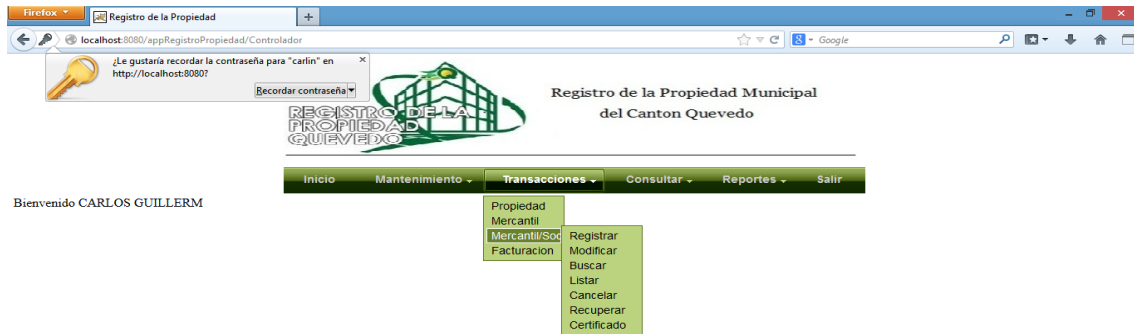 Firefox
Registro de la Propiedad
localhost:8080/appRegistroPropiedad/Controlador
Google
¿Le gustaría recordar la contraseña para "carlin" en
http://localhost:8080?
Recordar contraseña
REGISTRO DE LA
PROPIEDAD
QUEVEDO
Registro de la Propiedad Municipal
del Canton Quevedo
Inicio Mantenimiento Transacciones Consultar Reportes Salir
Bienvenido CARLOS GUILLERM
Propiedad
Mercantil
Mercantil/Soc
Facturacion
Registrar
Modificar
Buscar
Listar
Cancelar
Recuperar
Certificado